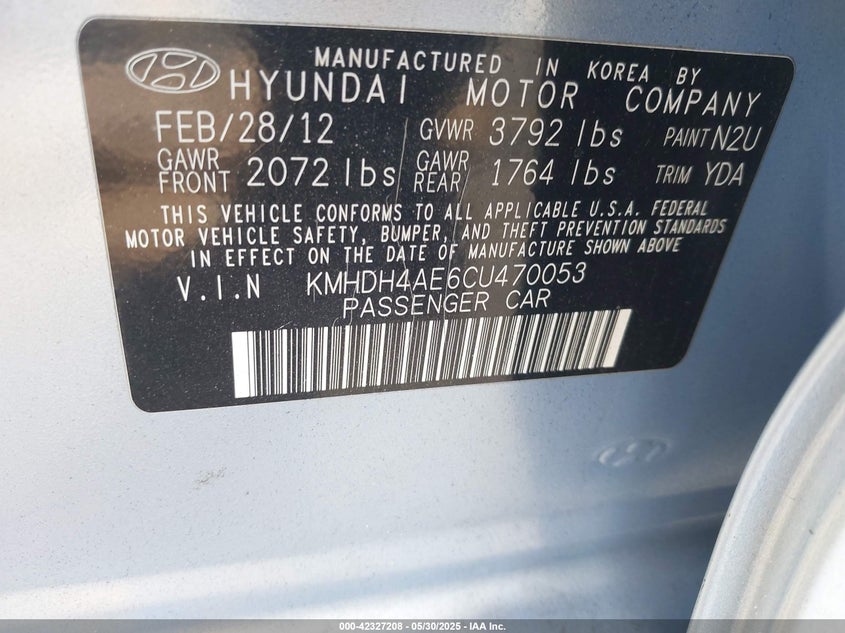 MANUFACTURED IN KOREA BY
HYUNDAI MOTOR COMPANY
FEB/28/12 GVWR 3792 lbs PAINT N2U
GAWR FRONT 2072 lbs GAWR REAR 1764 lbs TRIM YDA
THIS VEHICLE CONFORMS TO ALL APPLICABLE U.S.A. FEDERAL
MOTOR VEHICLE SAFETY, BUMPER, AND THEFT PREVENTION STANDARDS
IN EFFECT ON THE DATE OF MANUFACTURE SHOWN ABOVE
V.I.N KMHDH4AE6CU470053
PASSENGER CAR
000-42327208 - 05/30/2025 - IAA Inc.